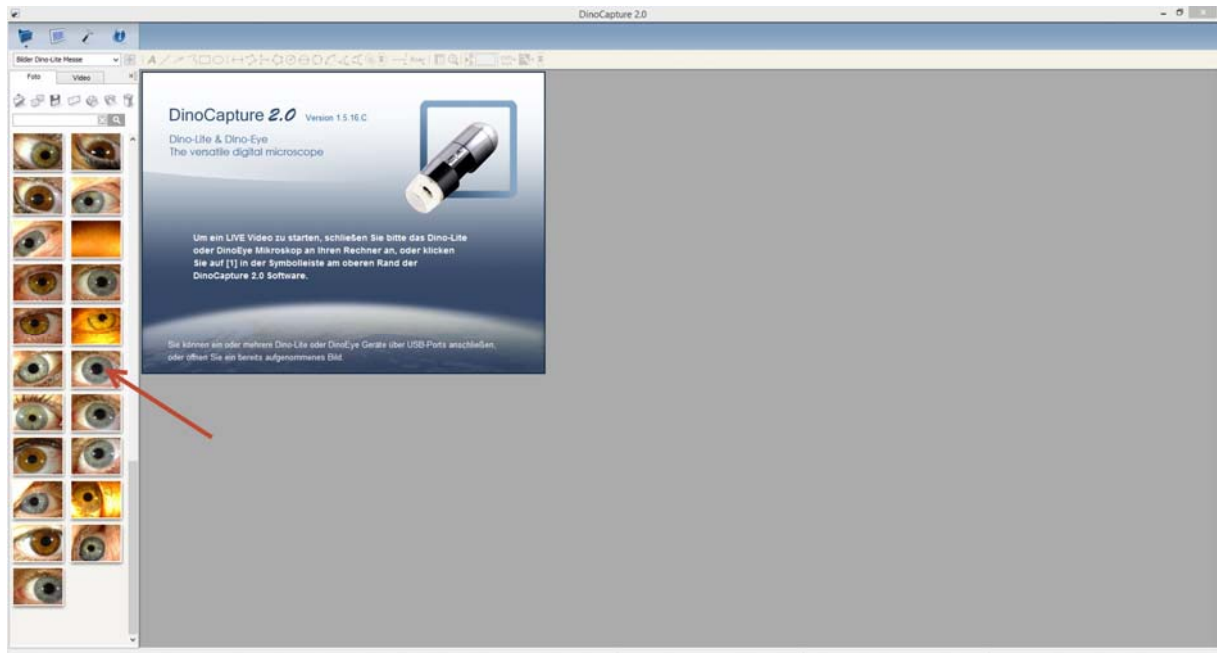 DinoCapture 2.0
Bilder Dino-Lite Messe
Foto
Video
DinoCapture 2.0 Version 1.5.16.C
Dino-Lite & Dino-Eye
The versatile digital microscope
Um ein LIVE Video zu starten, schließen Sie bitte das Dino-Lite
oder DinoEye Mikroskop an Ihren Rechner an, oder klicken
Sie auf [1] in der Symbolleiste am oberen Rand der
DinoCapture 2.0 Software.
Sie können ein oder mehrere Dino-Lite oder DinoEye Geräte über USB-Ports anschließen,
oder öffnen Sie ein bereits aufgenommenes Bild.